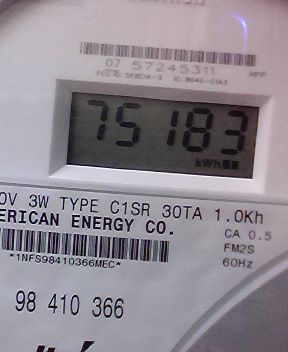 07 57245311
75183
kWh
0V 3W TYPE C1SR 30TA 1.0Kh
ERICAN ENERGY CO.
CA 0.5
FM2S
60Hz
*1NFS98410366MEC*
98 410 366